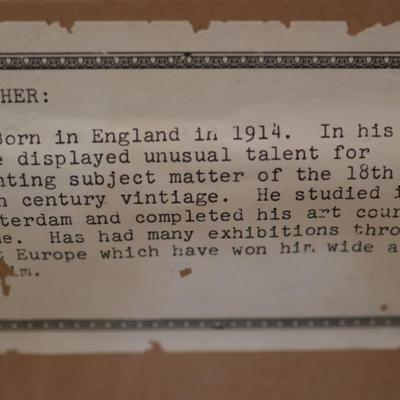 HER:
Born in England in 1914. In his
e displayed unusual talent for
nting subject matter of the 18th
h century vintiage. He studied i
terdam and completed his art cour
e. Has had many exhibitions thro
t Europe which have won him wide a
im.